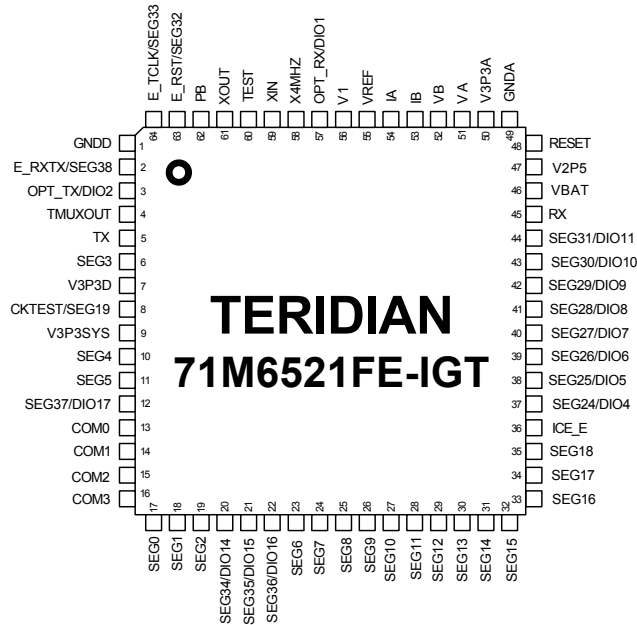 E_TCLK/SEG33
E_RST/SEG32
PB
XOUT
TEST
XIN
X4MHZ
OPT_RX/DIO1
V1
VREF
IA
IB
VB
VA
V3P3A
GNDA
64
63
62
61
60
59
58
57
56
55
54
53
52
51
50
49
GNDD 1
E_RXTX/SEG38 2
OPT_TX/DIO2 3
TMUXOUT 4
TX 5
SEG3 6
V3P3D 7
CKTEST/SEG19 8
V3P3SYS 9
SEG4 10
SEG5 11
SEG37/DIO17 12
COM0 13
COM1 14
COM2 15
COM3 16
TERIDIAN
71M6521FE-IGT
48 RESET
47 V2P5
46 VBAT
45 RX
44 SEG31/DIO11
43 SEG30/DIO10
42 SEG29/DIO9
41 SEG28/DIO8
40 SEG27/DIO7
39 SEG26/DIO6
38 SEG25/DIO5
37 SEG24/DIO4
36 ICE_E
35 SEG18
34 SEG17
33 SEG16
17
18
19
20
21
22
23
24
25
26
27
28
29
30
31
32
SEG0
SEG1
SEG2
SEG34/DIO14
SEG35/DIO15
SEG36/DIO16
SEG6
SEG7
SEG8
SEG9
SEG10
SEG11
SEG12
SEG13
SEG14
SEG15